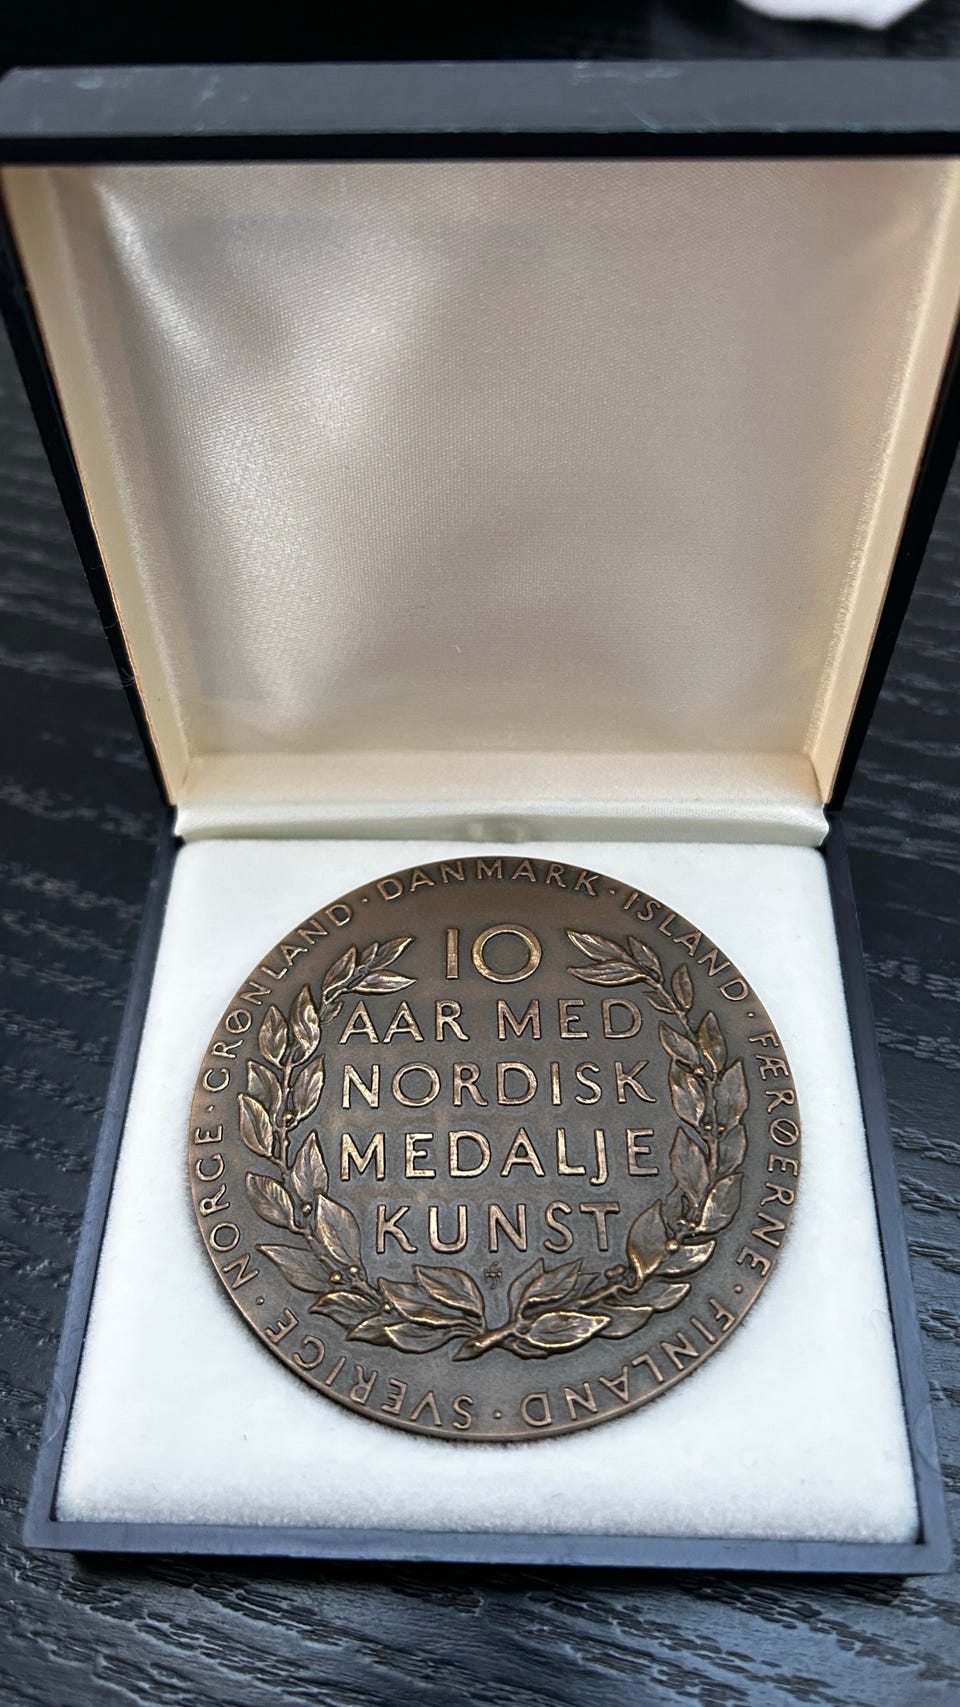 10
AAR MED
NORDISK
MEDALJE
KUNST
DANMARK · ISLAND · FÆRØERNE · FINLAND · SVERIGE · NORGE · GRØNLAND ·